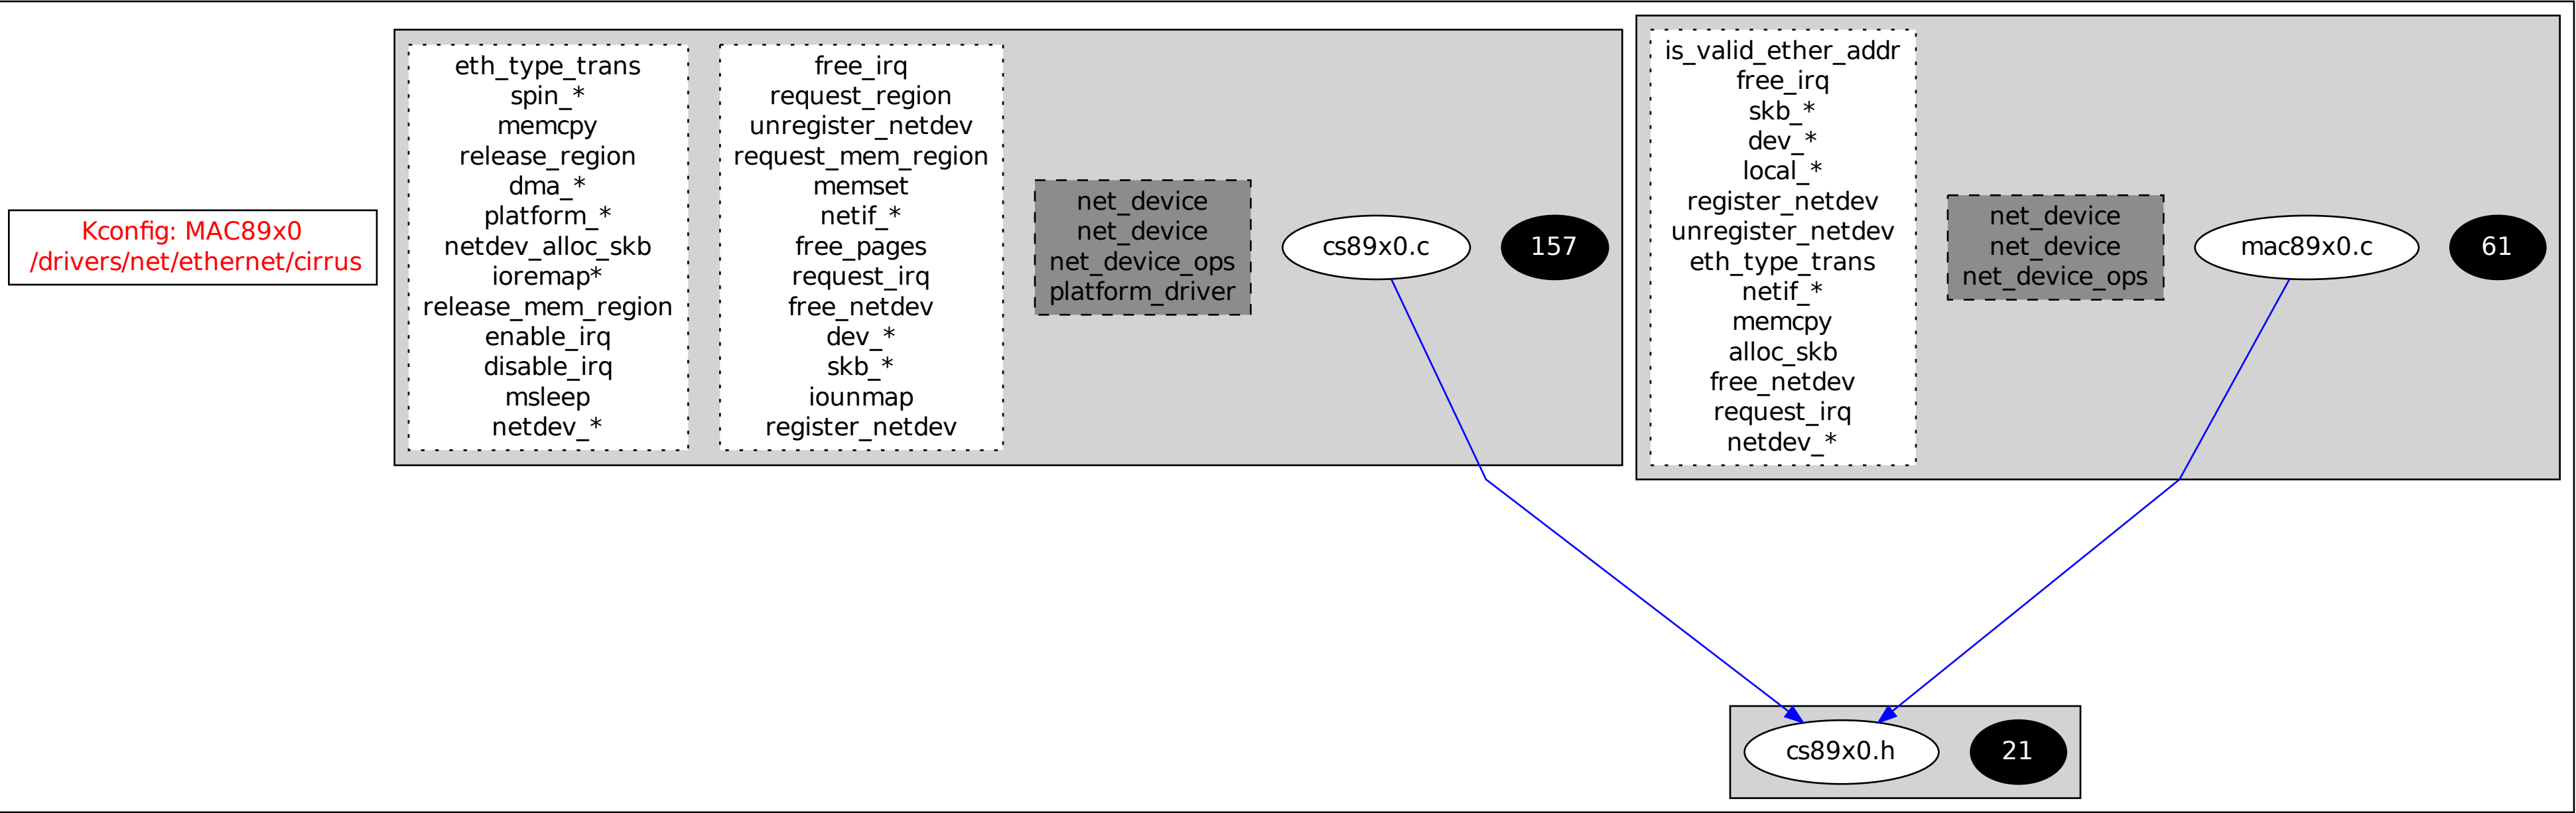 Kconfig: MAC89x0
/drivers/net/ethernet/cirrus
eth_type_trans
spin_*
memcpy
release_region
dma_*
platform_*
netdev_alloc_skb
ioremap*
release_mem_region
enable_irq
disable_irq
msleep
netdev_*
free_irq
request_region
unregister_netdev
request_mem_region
memset
netif_*
free_pages
request_irq
free_netdev
dev_*
skb_*
iounmap
register_netdev
net_device
net_device
net_device_ops
platform_driver
cs89x0.c
157
is_valid_ether_addr
free_irq
skb_*
dev_*
local_*
register_netdev
unregister_netdev
eth_type_trans
netif_*
memcpy
alloc_skb
free_netdev
request_irq
netdev_*
net_device
net_device
net_device_ops
mac89x0.c
61
cs89x0.h
21